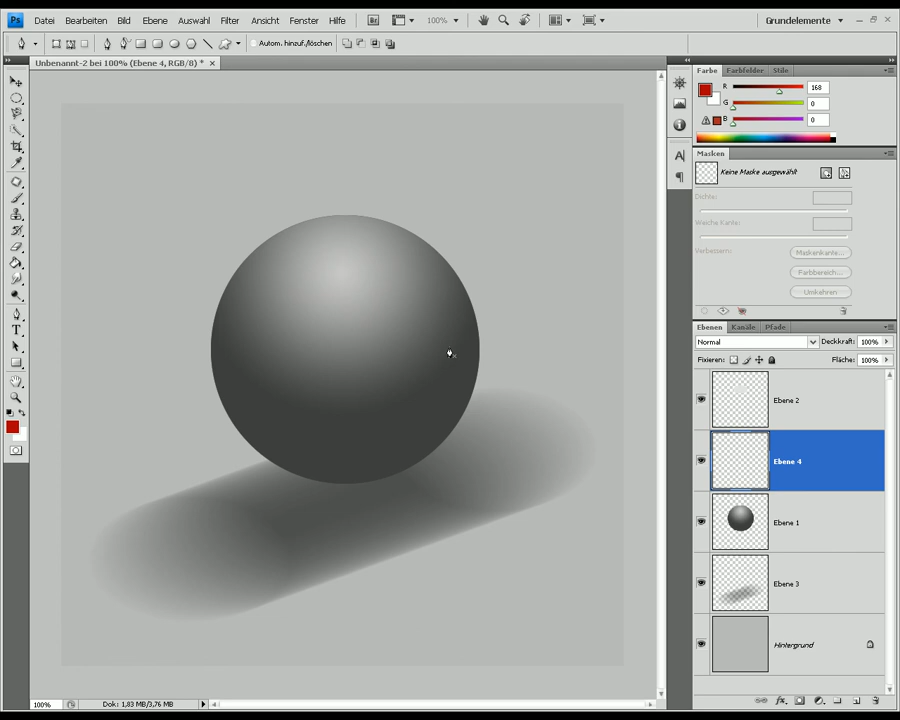 Ps Datei Bearbeiten Bild Ebene Auswahl Filter Ansicht Fenster Hilfe Br 100% Grundelemente
Autom. hinzuf./löschen
Unbenannt-2 bei 100% (Ebene 4, RGB/8) *
Farbe Farbfelder Stile
R 168
G 0
B 0
Masken
Keine Maske ausgewählt
Dichte:
Weiche Kante:
Verbessern: Maskenkante...
Farbbereich...
Umkehren
Ebenen Kanäle Pfade
Normal Deckkraft: 100%
Fixieren: Fläche: 100%
Ebene 2
Ebene 4
Ebene 1
Ebene 3
Hintergrund
100% Dok: 1,83 MB/3,76 MB